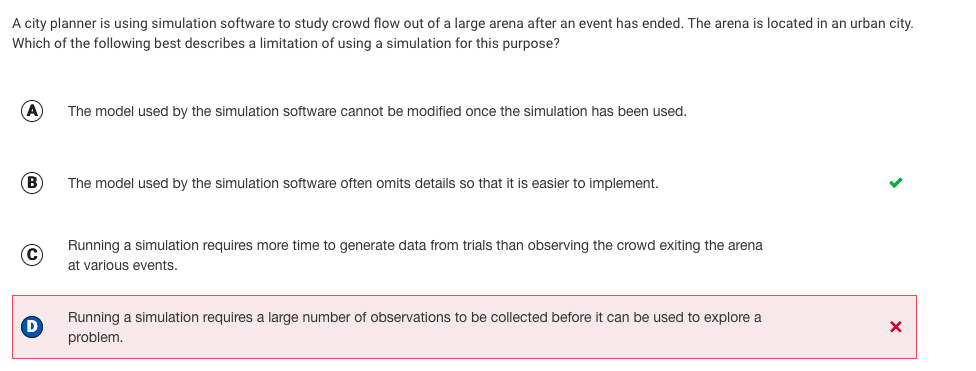 A city planner is using simulation software to study crowd flow out of a large arena after an event has ended. The arena is located in an urban city.
Which of the following best describes a limitation of using a simulation for this purpose?
A The model used by the simulation software cannot be modified once the simulation has been used.
B The model used by the simulation software often omits details so that it is easier to implement.
C Running a simulation requires more time to generate data from trials than observing the crowd exiting the arena
at various events.
D Running a simulation requires a large number of observations to be collected before it can be used to explore a
problem.